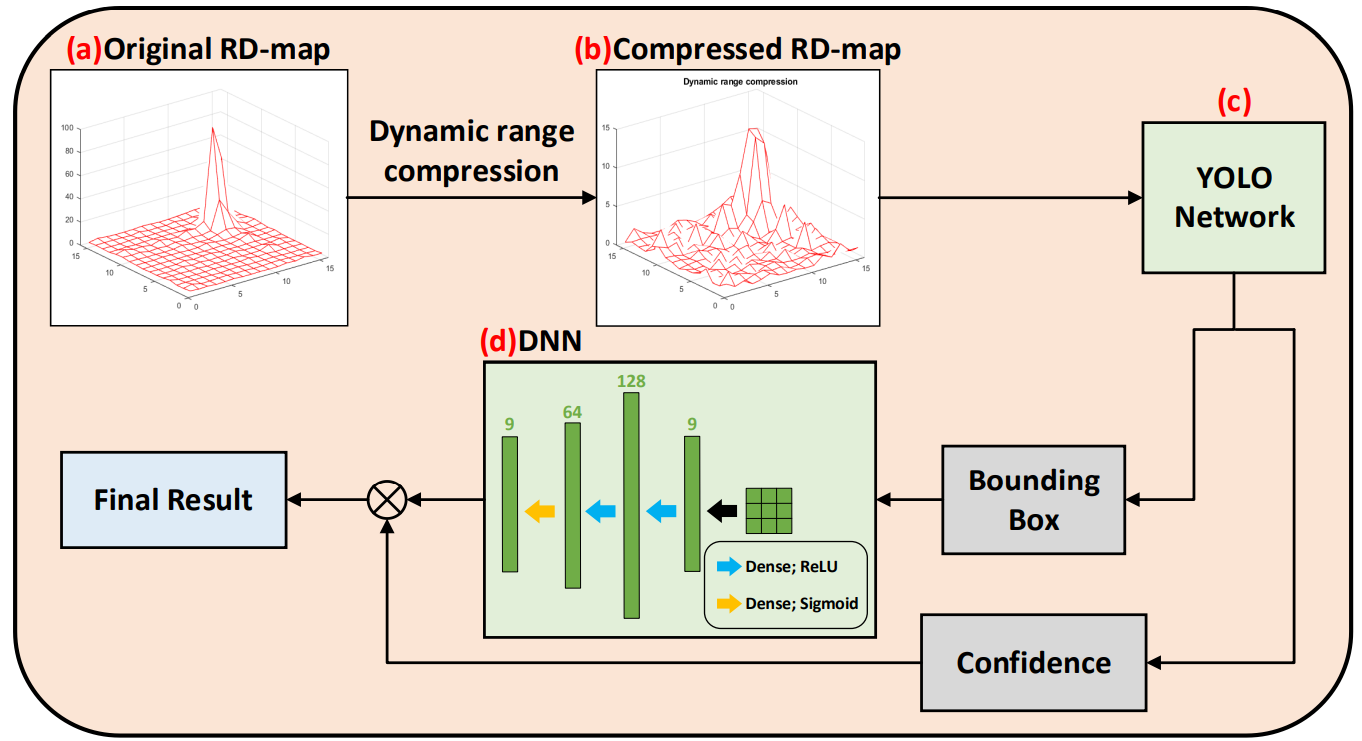 (a)Original RD-map
100
80
60
40
20
0
15
10
5
0
0
5
10
15
Dynamic range
compression
(b)Compressed RD-map
Dynamic range compression
15
10
5
0
15
10
5
0
0
5
10
15
(c)
YOLO
Network
(d)DNN
9
64
128
9
Dense; ReLU
Dense; Sigmoid
Bounding
Box
Confidence
Final Result